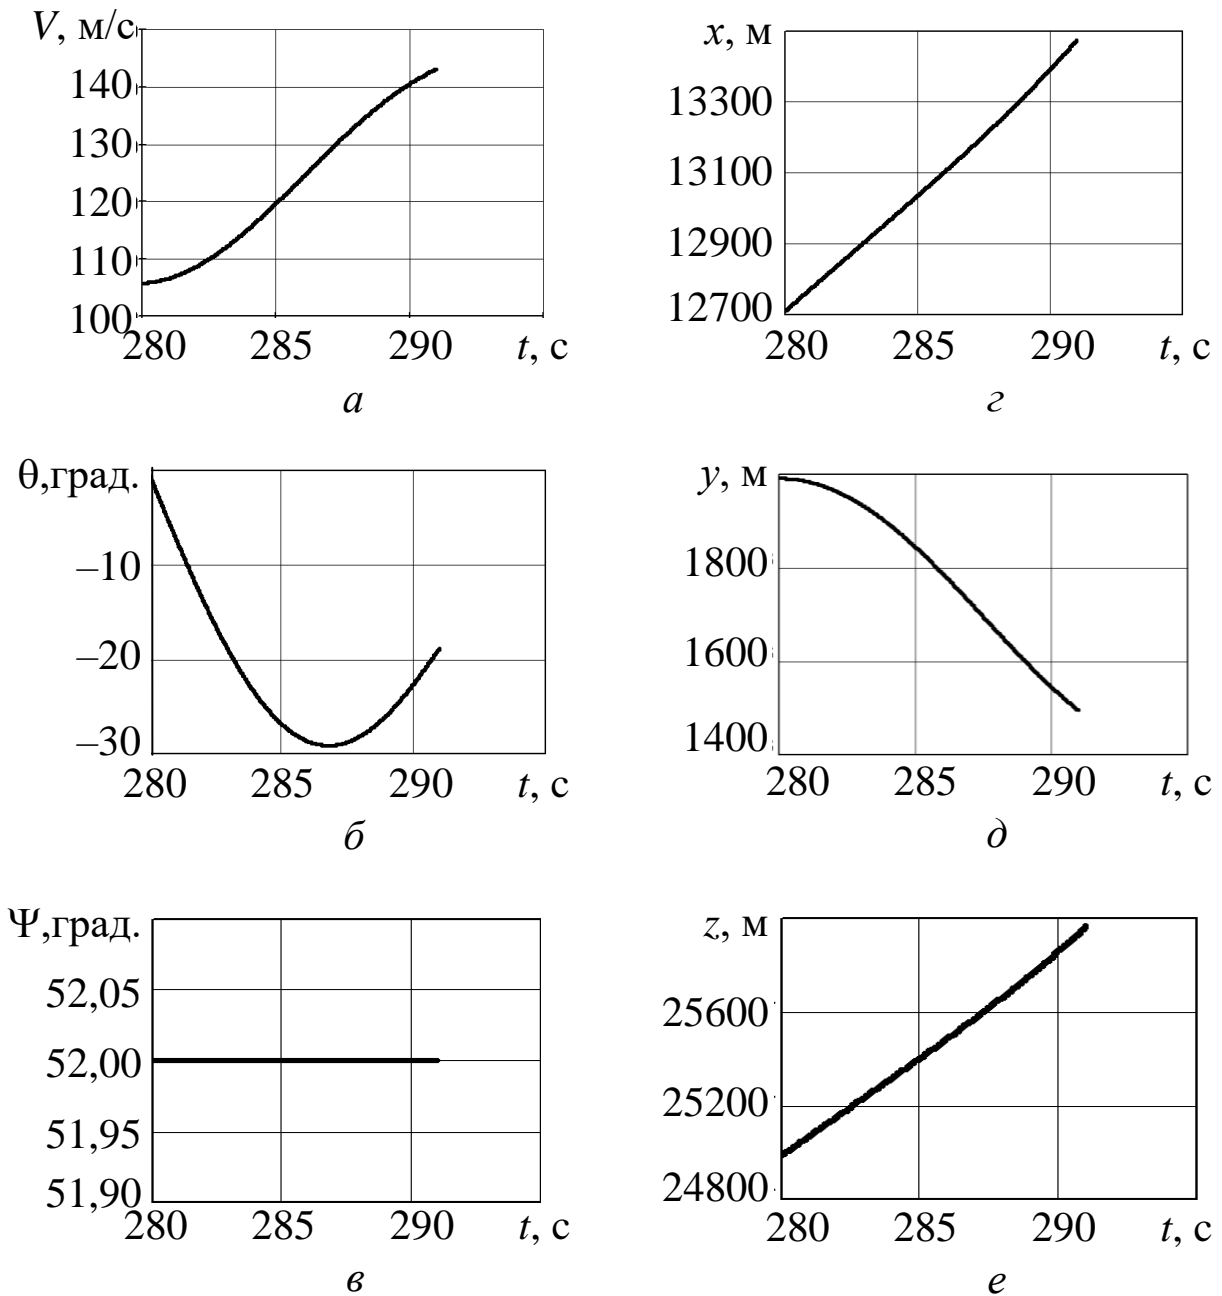 V, м/с
140
130
120
110
100
280 285 290 t, с
а
x, м
13300
13100
12900
12700
280 285 290 t, с
г
θ,град.
–10
–20
–30
280 285 290 t, с
б
y, м
1800
1600
1400
280 285 290 t, с
д
Ψ,град.
52,05
52,00
51,95
51,90
280 285 290 t, с
в
z, м
25600
25200
24800
280 285 290 t, с
е